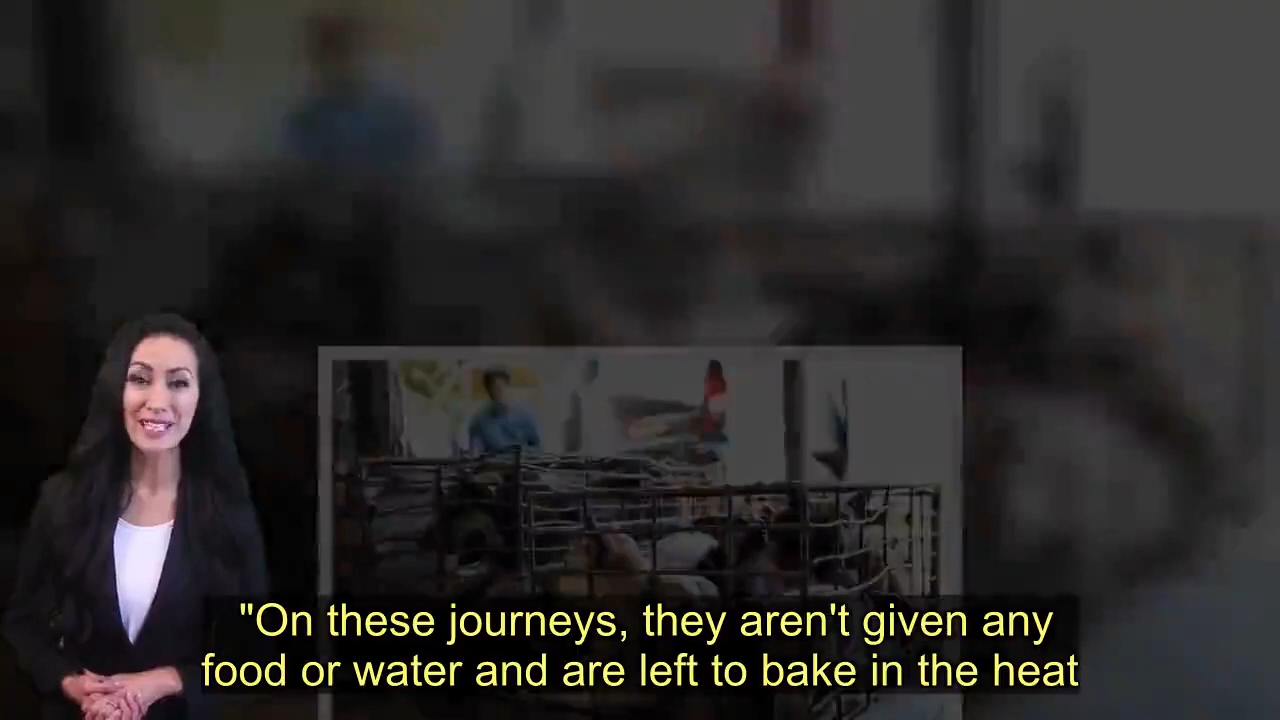 "On these journeys, they aren't given any
food or water and are left to bake in the heat